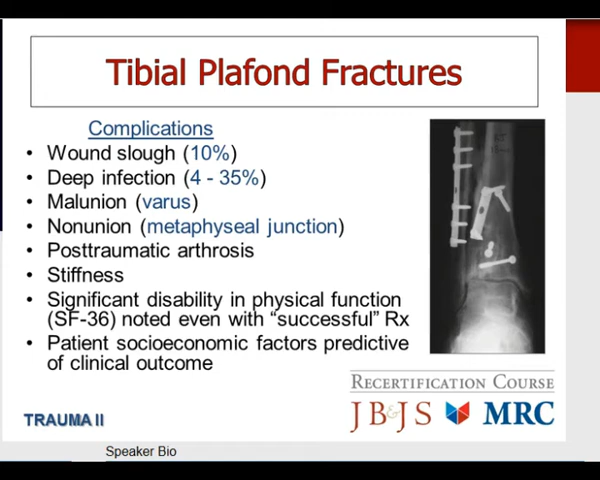 Tibial Plafond Fractures
Complications
• Wound slough (10%)
• Deep infection (4 - 35%)
• Malunion (varus)
• Nonunion (metaphyseal junction)
• Posttraumatic arthrosis
• Stiffness
• Significant disability in physical function
(SF-36) noted even with “successful” Rx
• Patient socioeconomic factors predictive
of clinical outcome
RECERTIFICATION COURSE
JB&JS MRC
TRAUMA II
Speaker Bio